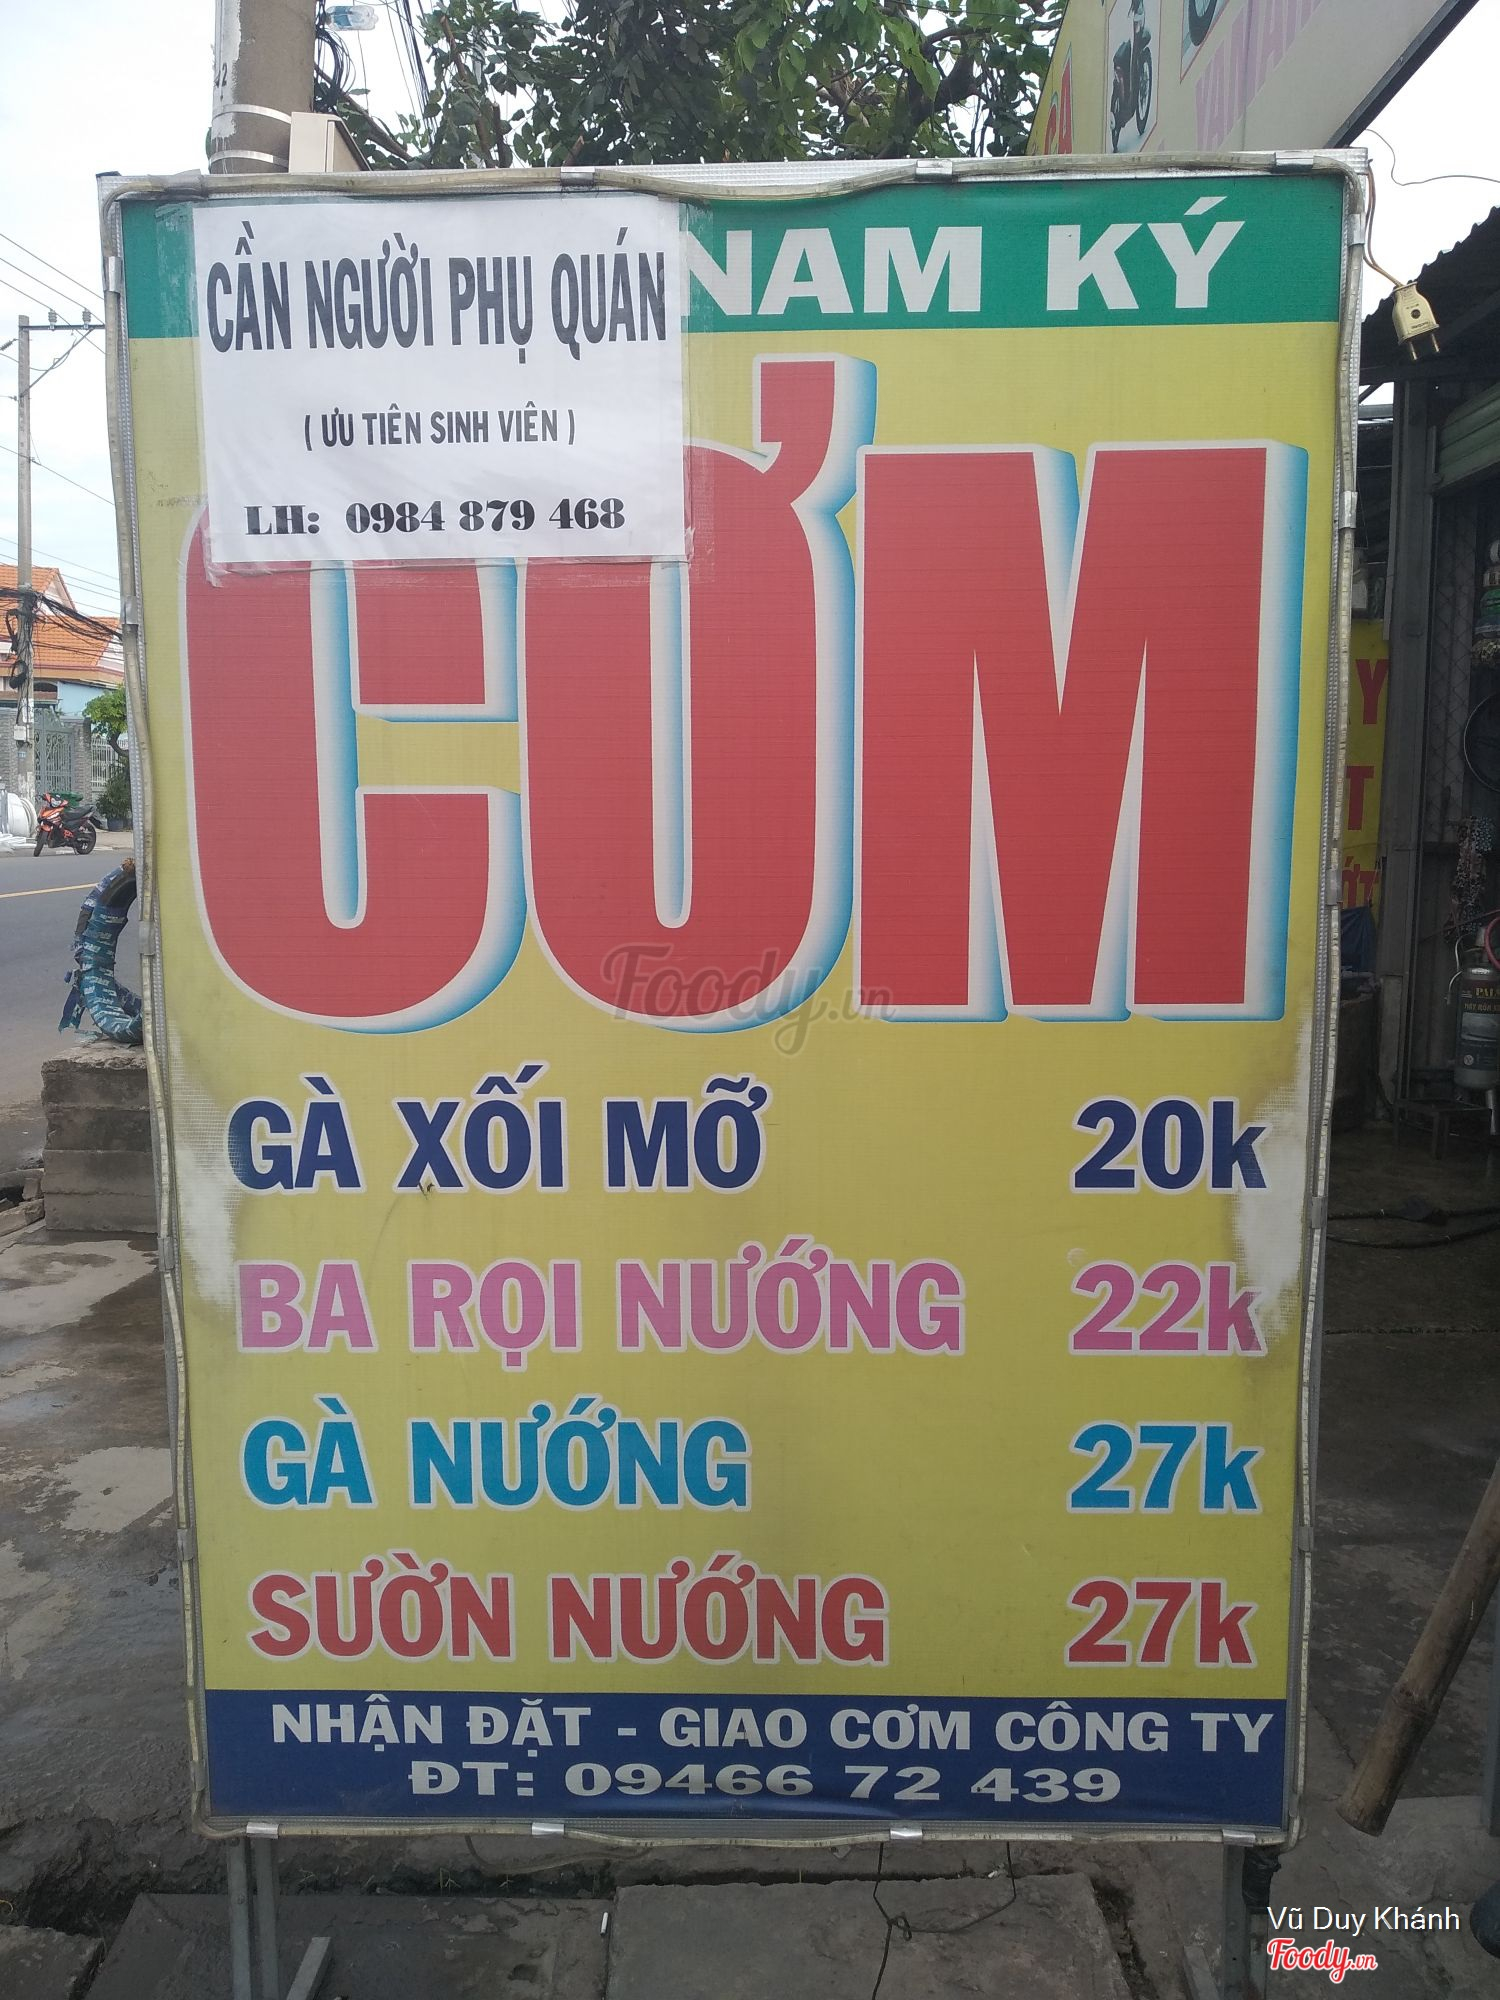 CẦN NGƯỜI PHỤ QUÁN
( ƯU TIÊN SINH VIÊN )
LH: 0984 879 468
NAM KÝ
CƠM
Foody.vn
GÀ XỐI MỠ 20k
BA RỌI NƯỚNG 22k
GÀ NƯỚNG 27k
SƯỜN NƯỚNG 27k
NHẬN ĐẶT - GIAO CƠM CÔNG TY
ĐT: 09466 72 439
Vũ Duy Khánh
Foody.vn